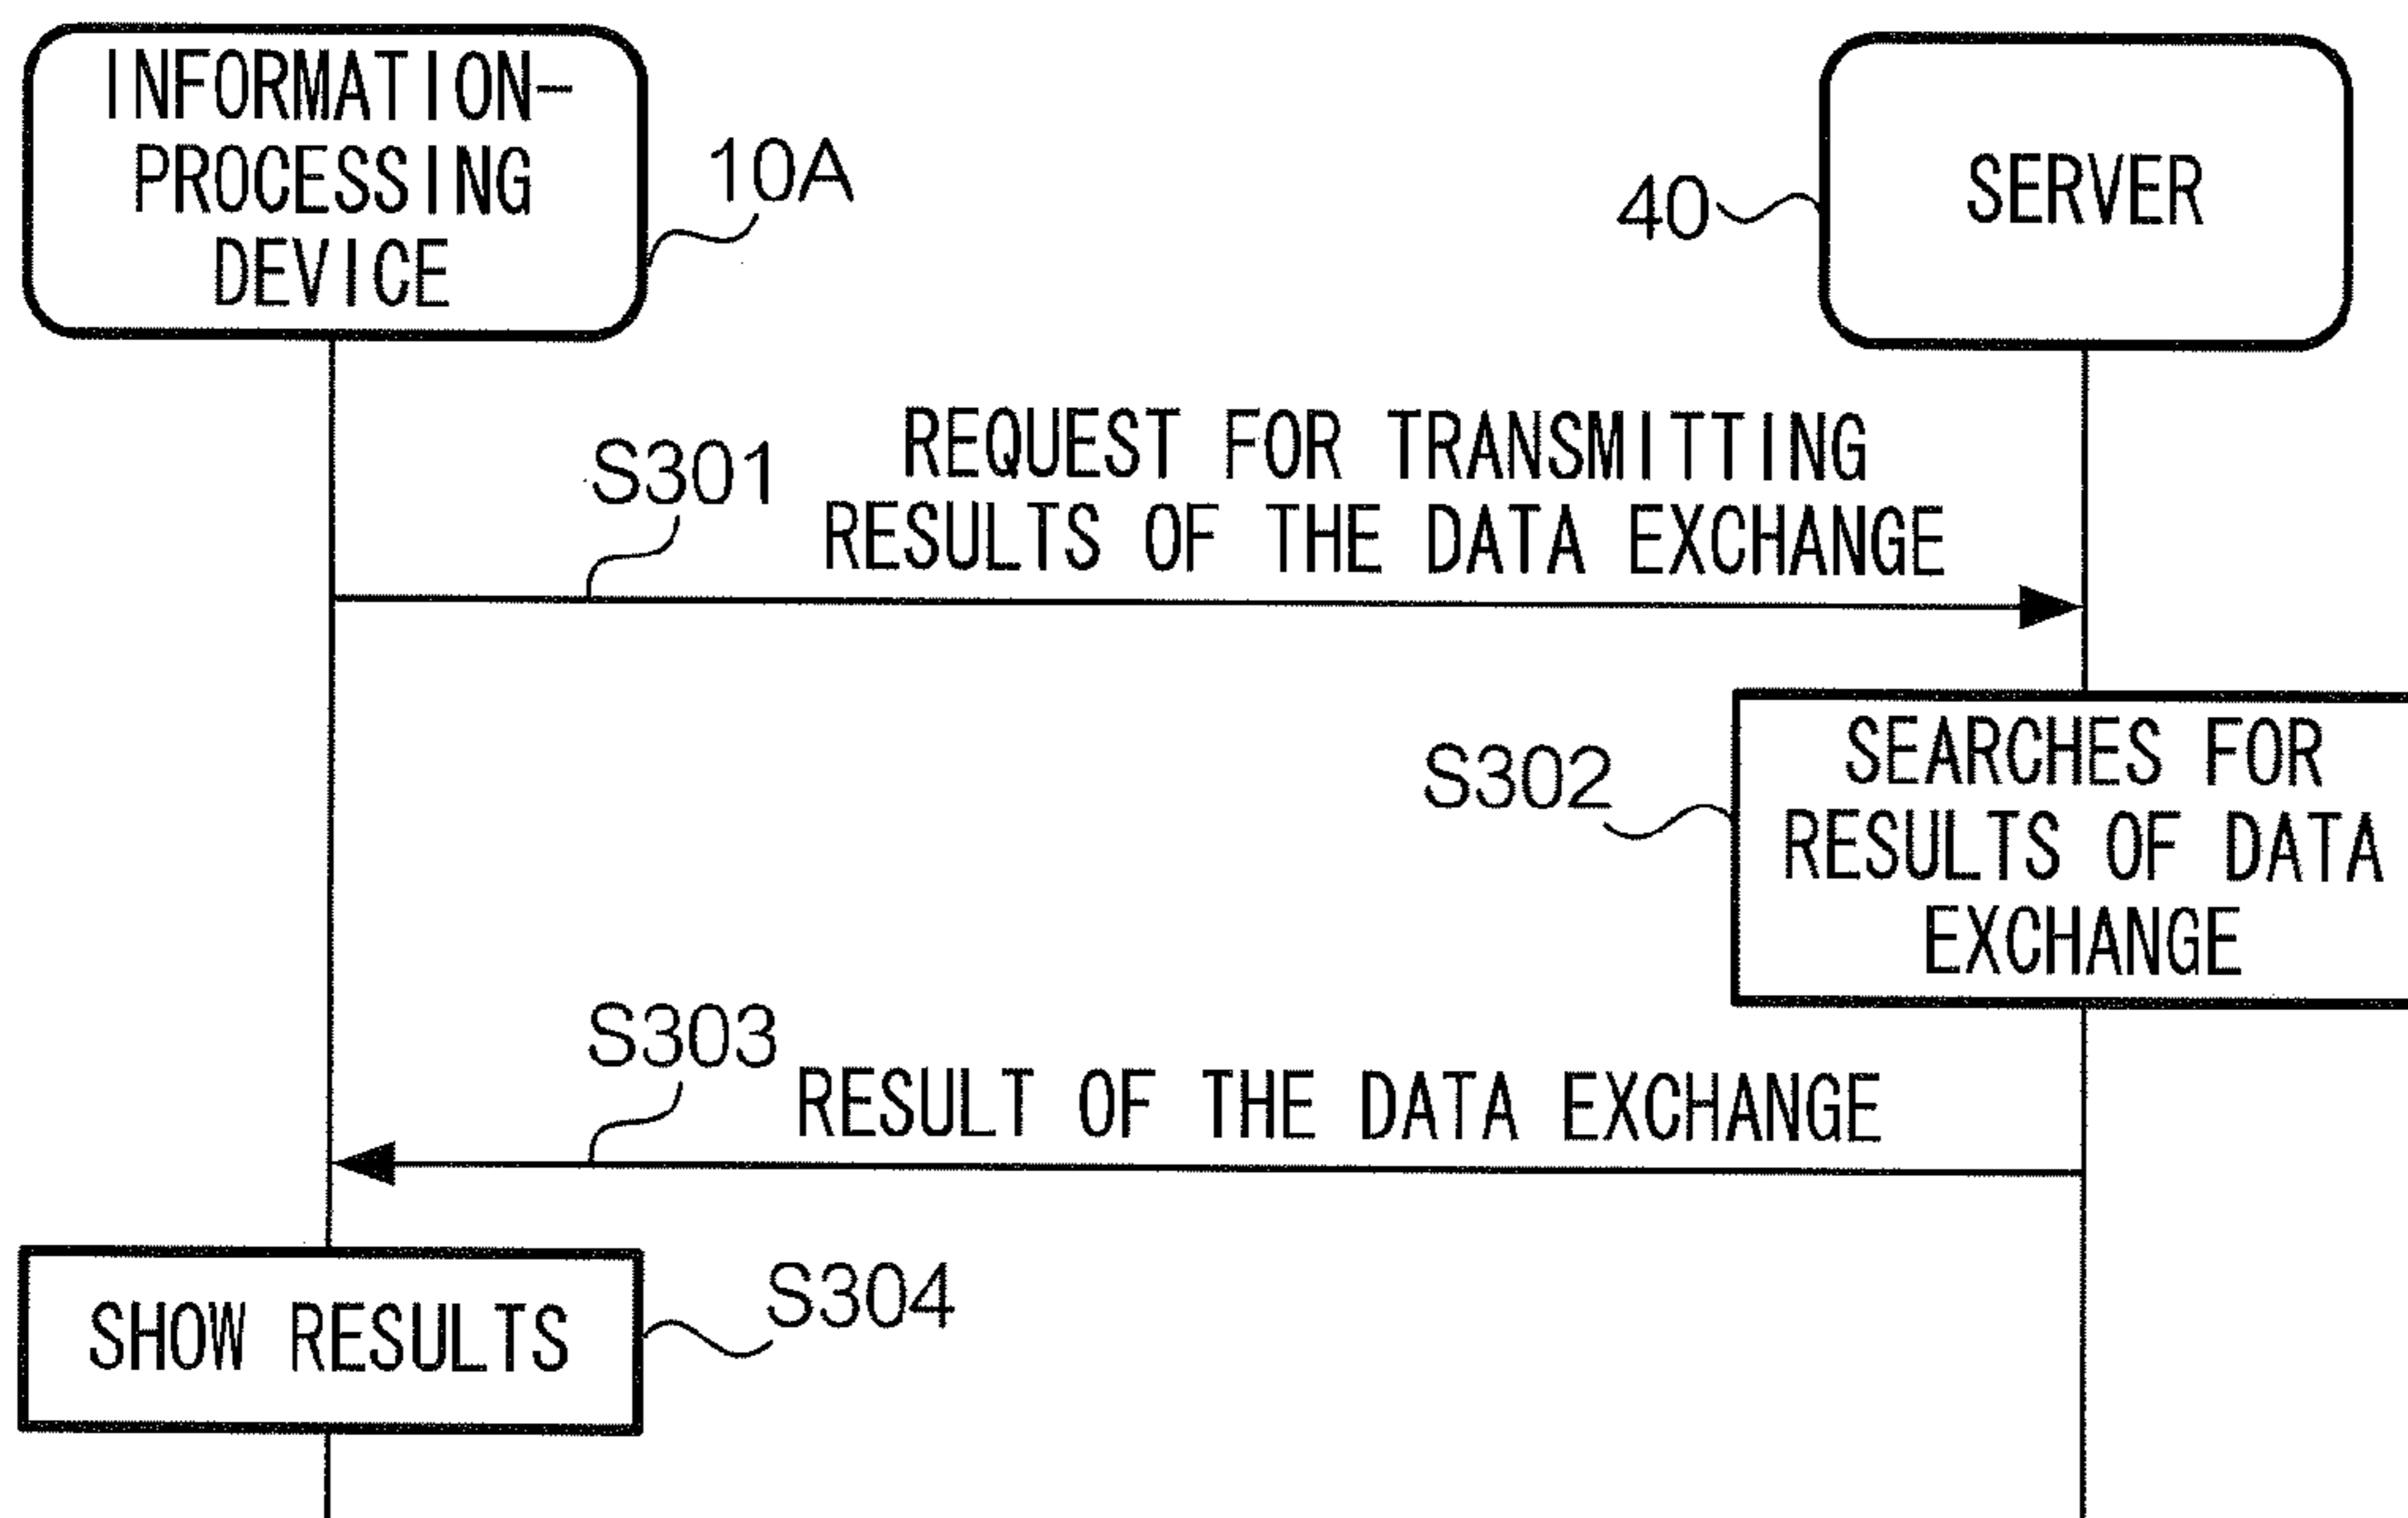 INFORMATION-
PROCESSING
DEVICE
10A
40
SERVER
S301
REQUEST FOR TRANSMITTING
RESULTS OF THE DATA EXCHANGE
S302
SEARCHES FOR
RESULTS OF DATA
EXCHANGE
S303
RESULT OF THE DATA EXCHANGE
SHOW RESULTS
S304